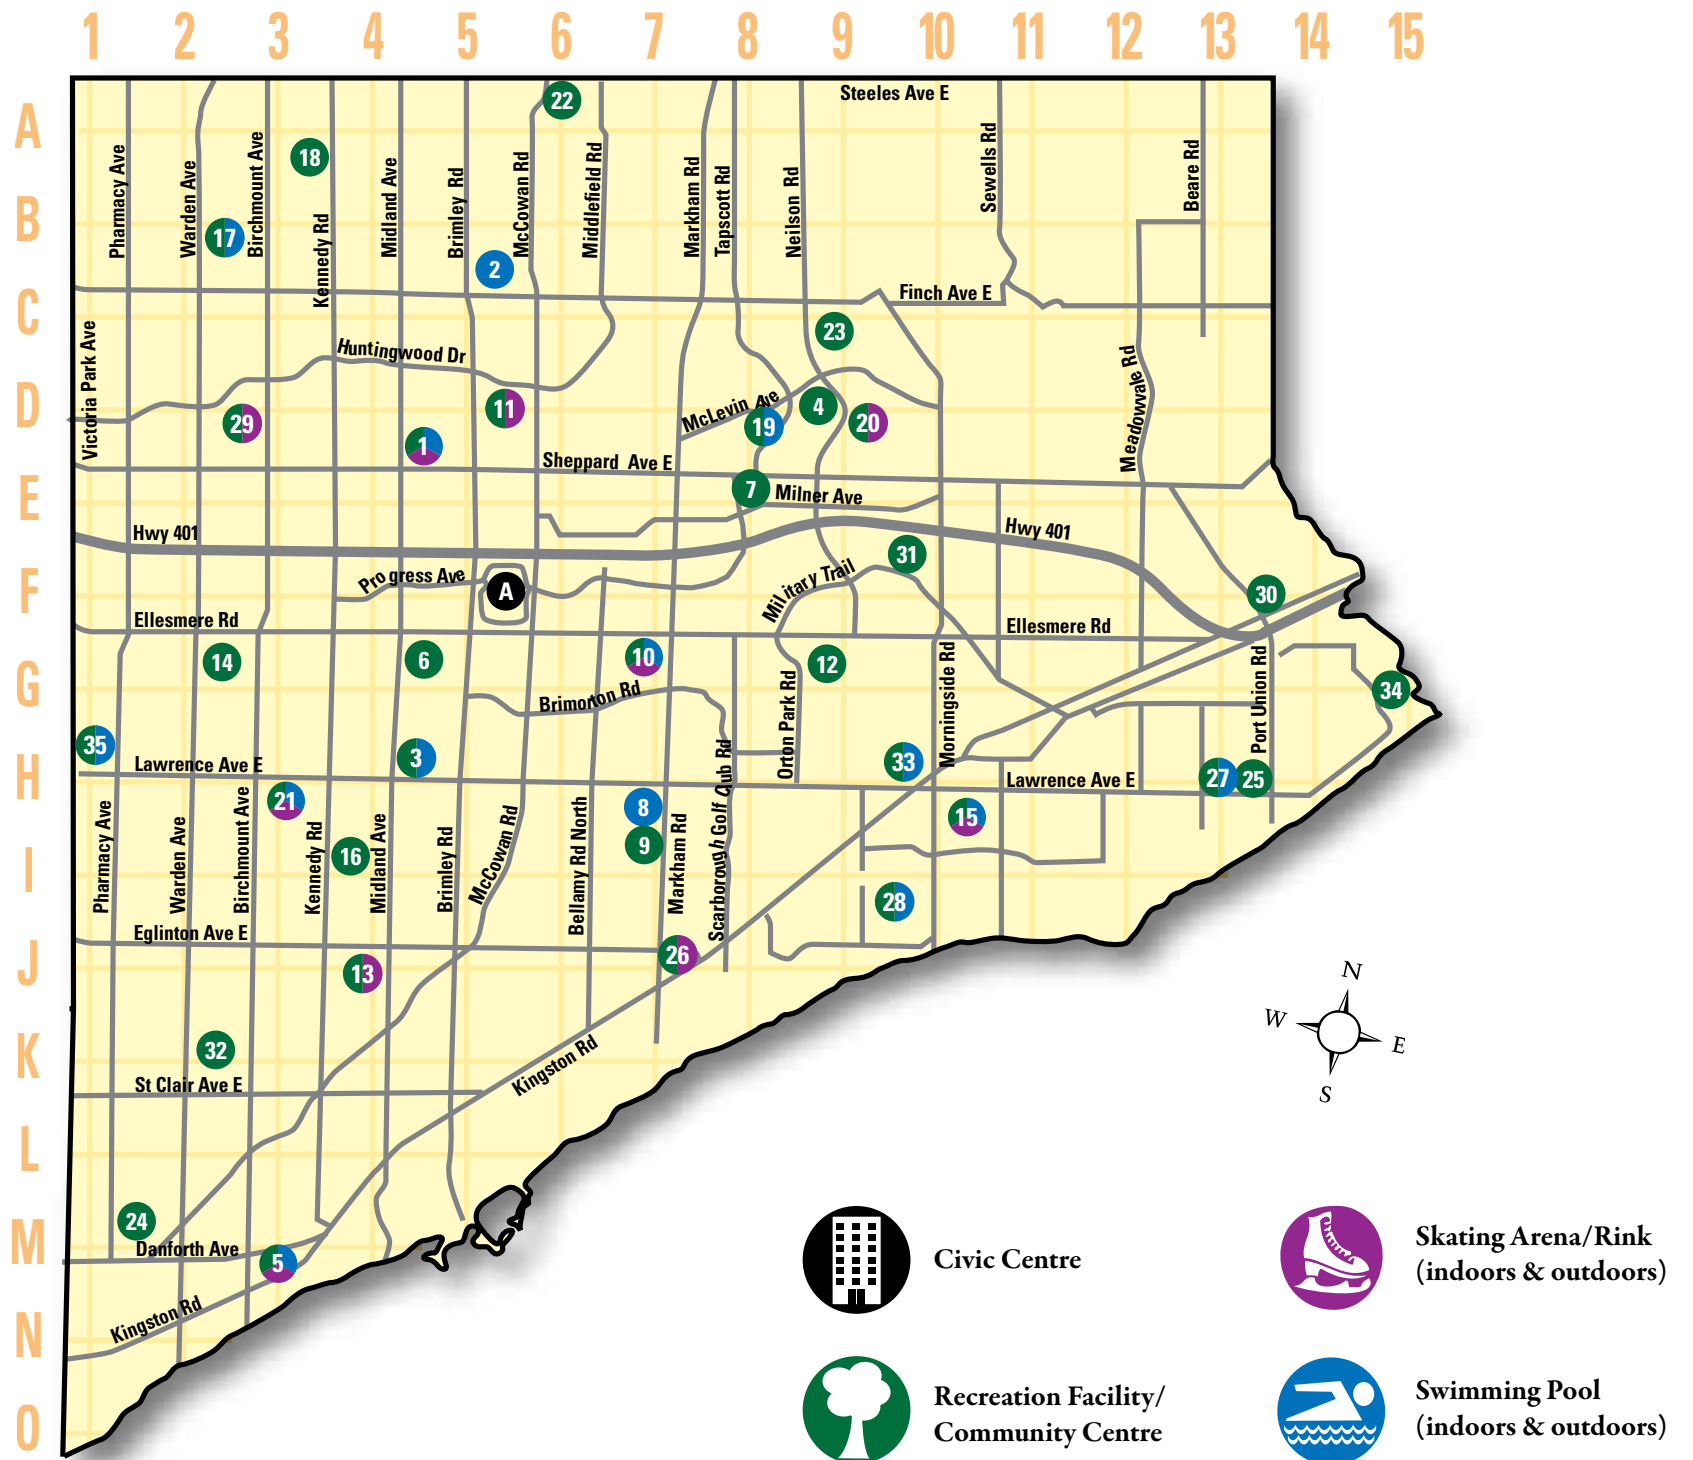 1 2 3 4 5 6 7 8 9 10 11 12 13 14 15
A
B
C
D
E
F
G
H
I
J
K
L
M
N
O
Steeles Ave E
22
18
Pharmacy Ave
Warden Ave
Birchmount Ave
Kennedy Rd
Midland Ave
Brimley Rd
McCowan Rd
Middlefield Rd
Markham Rd
Tapscott Rd
Neilson Rd
Sewells Rd
Beare Rd
17
2
Finch Ave E
23
Victoria Park Ave
Huntingwood Dr
Meadowvale Rd
29
11
1
McLevin Ave
19
4
20
Sheppard Ave E
7
Milner Ave
Hwy 401
Hwy 401
31
Progress Ave
A
Military Trail
30
Ellesmere Rd
Ellesmere Rd
14
6
10
12
Brimorton Rd
Orton Park Rd
Morningside Rd
Port Union Rd
34
35
3
33
Lawrence Ave E
Lawrence Ave E
27
25
21
8
9
15
16
Pharmacy Ave
Warden Ave
Birchmount Ave
Kennedy Rd
Midland Ave
Brimley Rd
McCowan Rd
Bellamy Rd North
Markham Rd
Scarborough Golf Club Rd
28
Eglinton Ave E
26
13
32
Kingston Rd
St Clair Ave E
24
Danforth Ave
5
Kingston Rd
N
W
E
S
Civic Centre
Skating Arena/Rink
(indoors & outdoors)
Recreation Facility/
Community Centre
Swimming Pool
(indoors & outdoors)